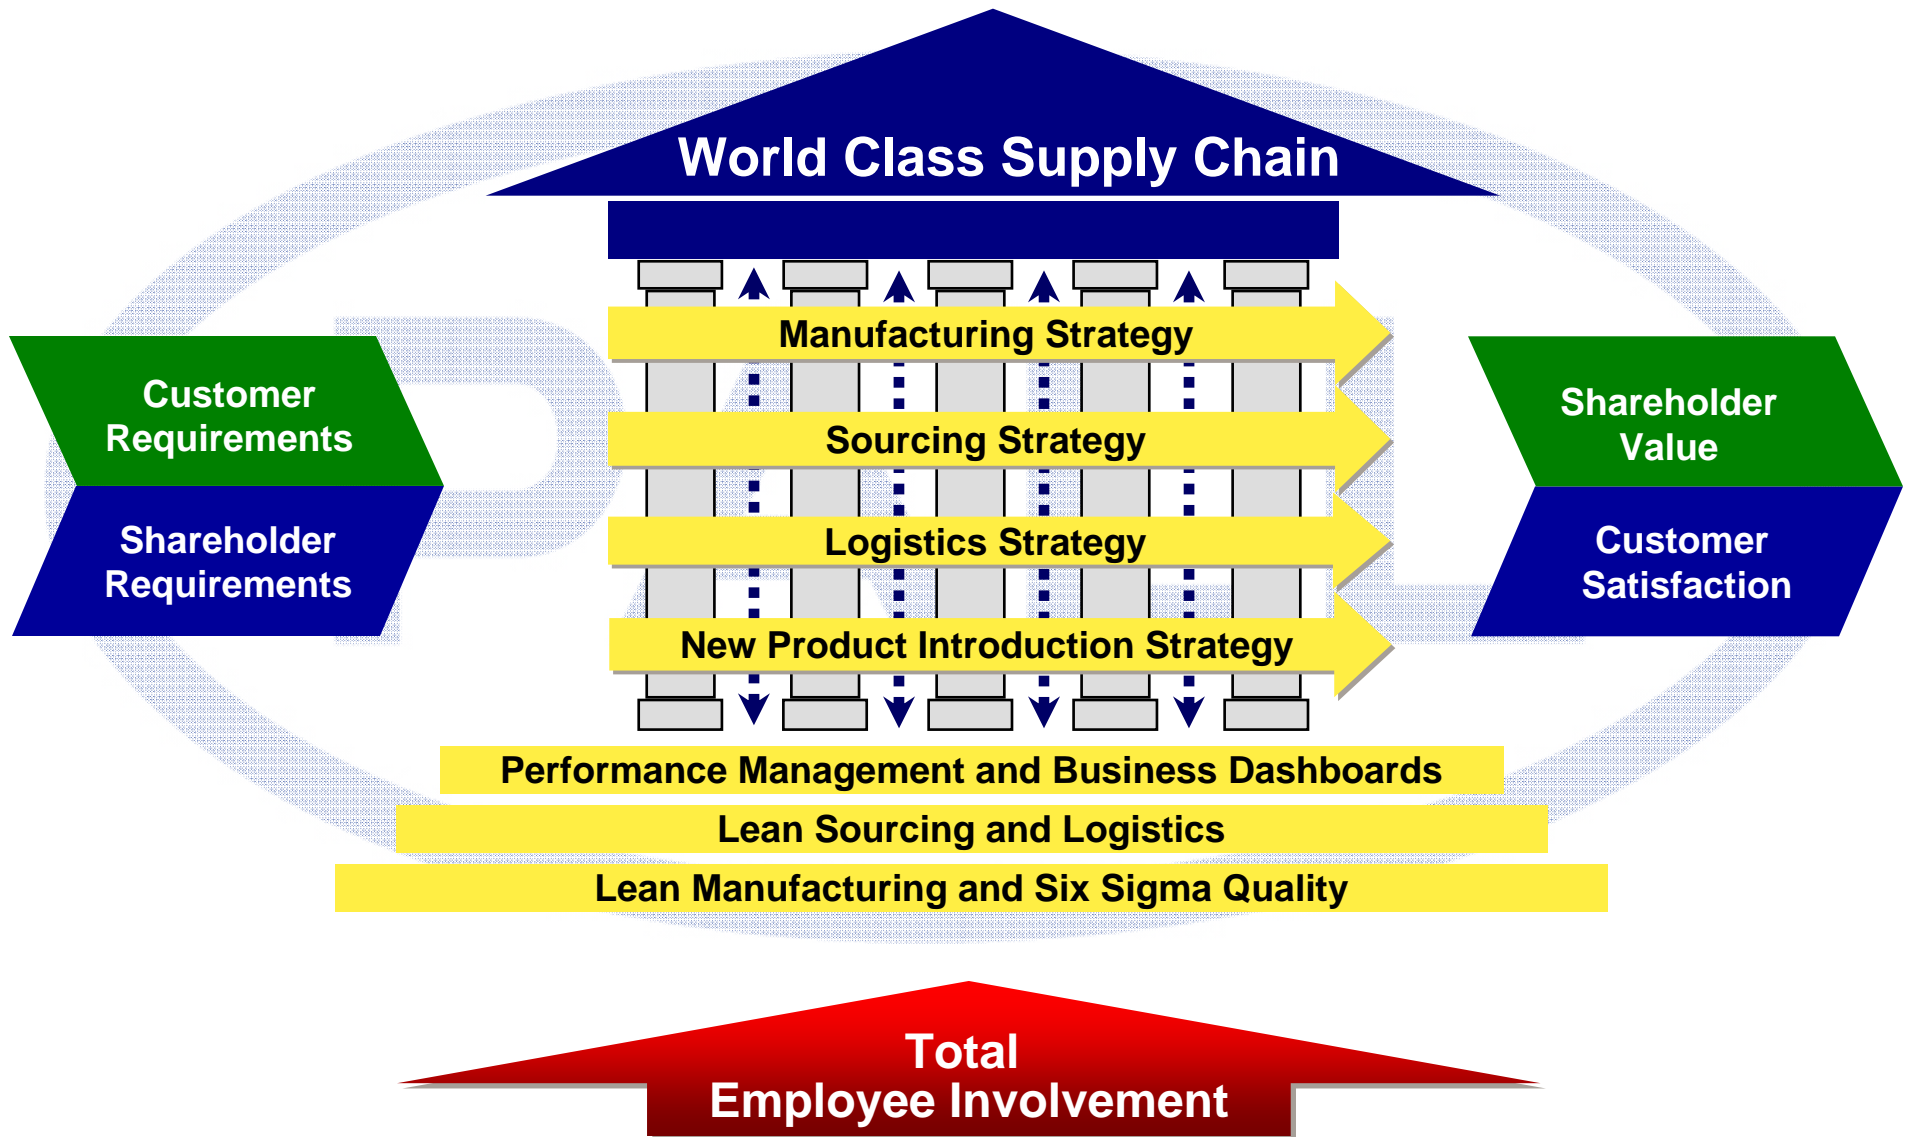 World Class Supply Chain
Manufacturing Strategy
Customer
Requirements
Shareholder
Value
Sourcing Strategy
Shareholder
Requirements
Logistics Strategy
Customer
Satisfaction
New Product Introduction Strategy
Performance Management and Business Dashboards
Lean Sourcing and Logistics
Lean Manufacturing and Six Sigma Quality
Total
Employee Involvement